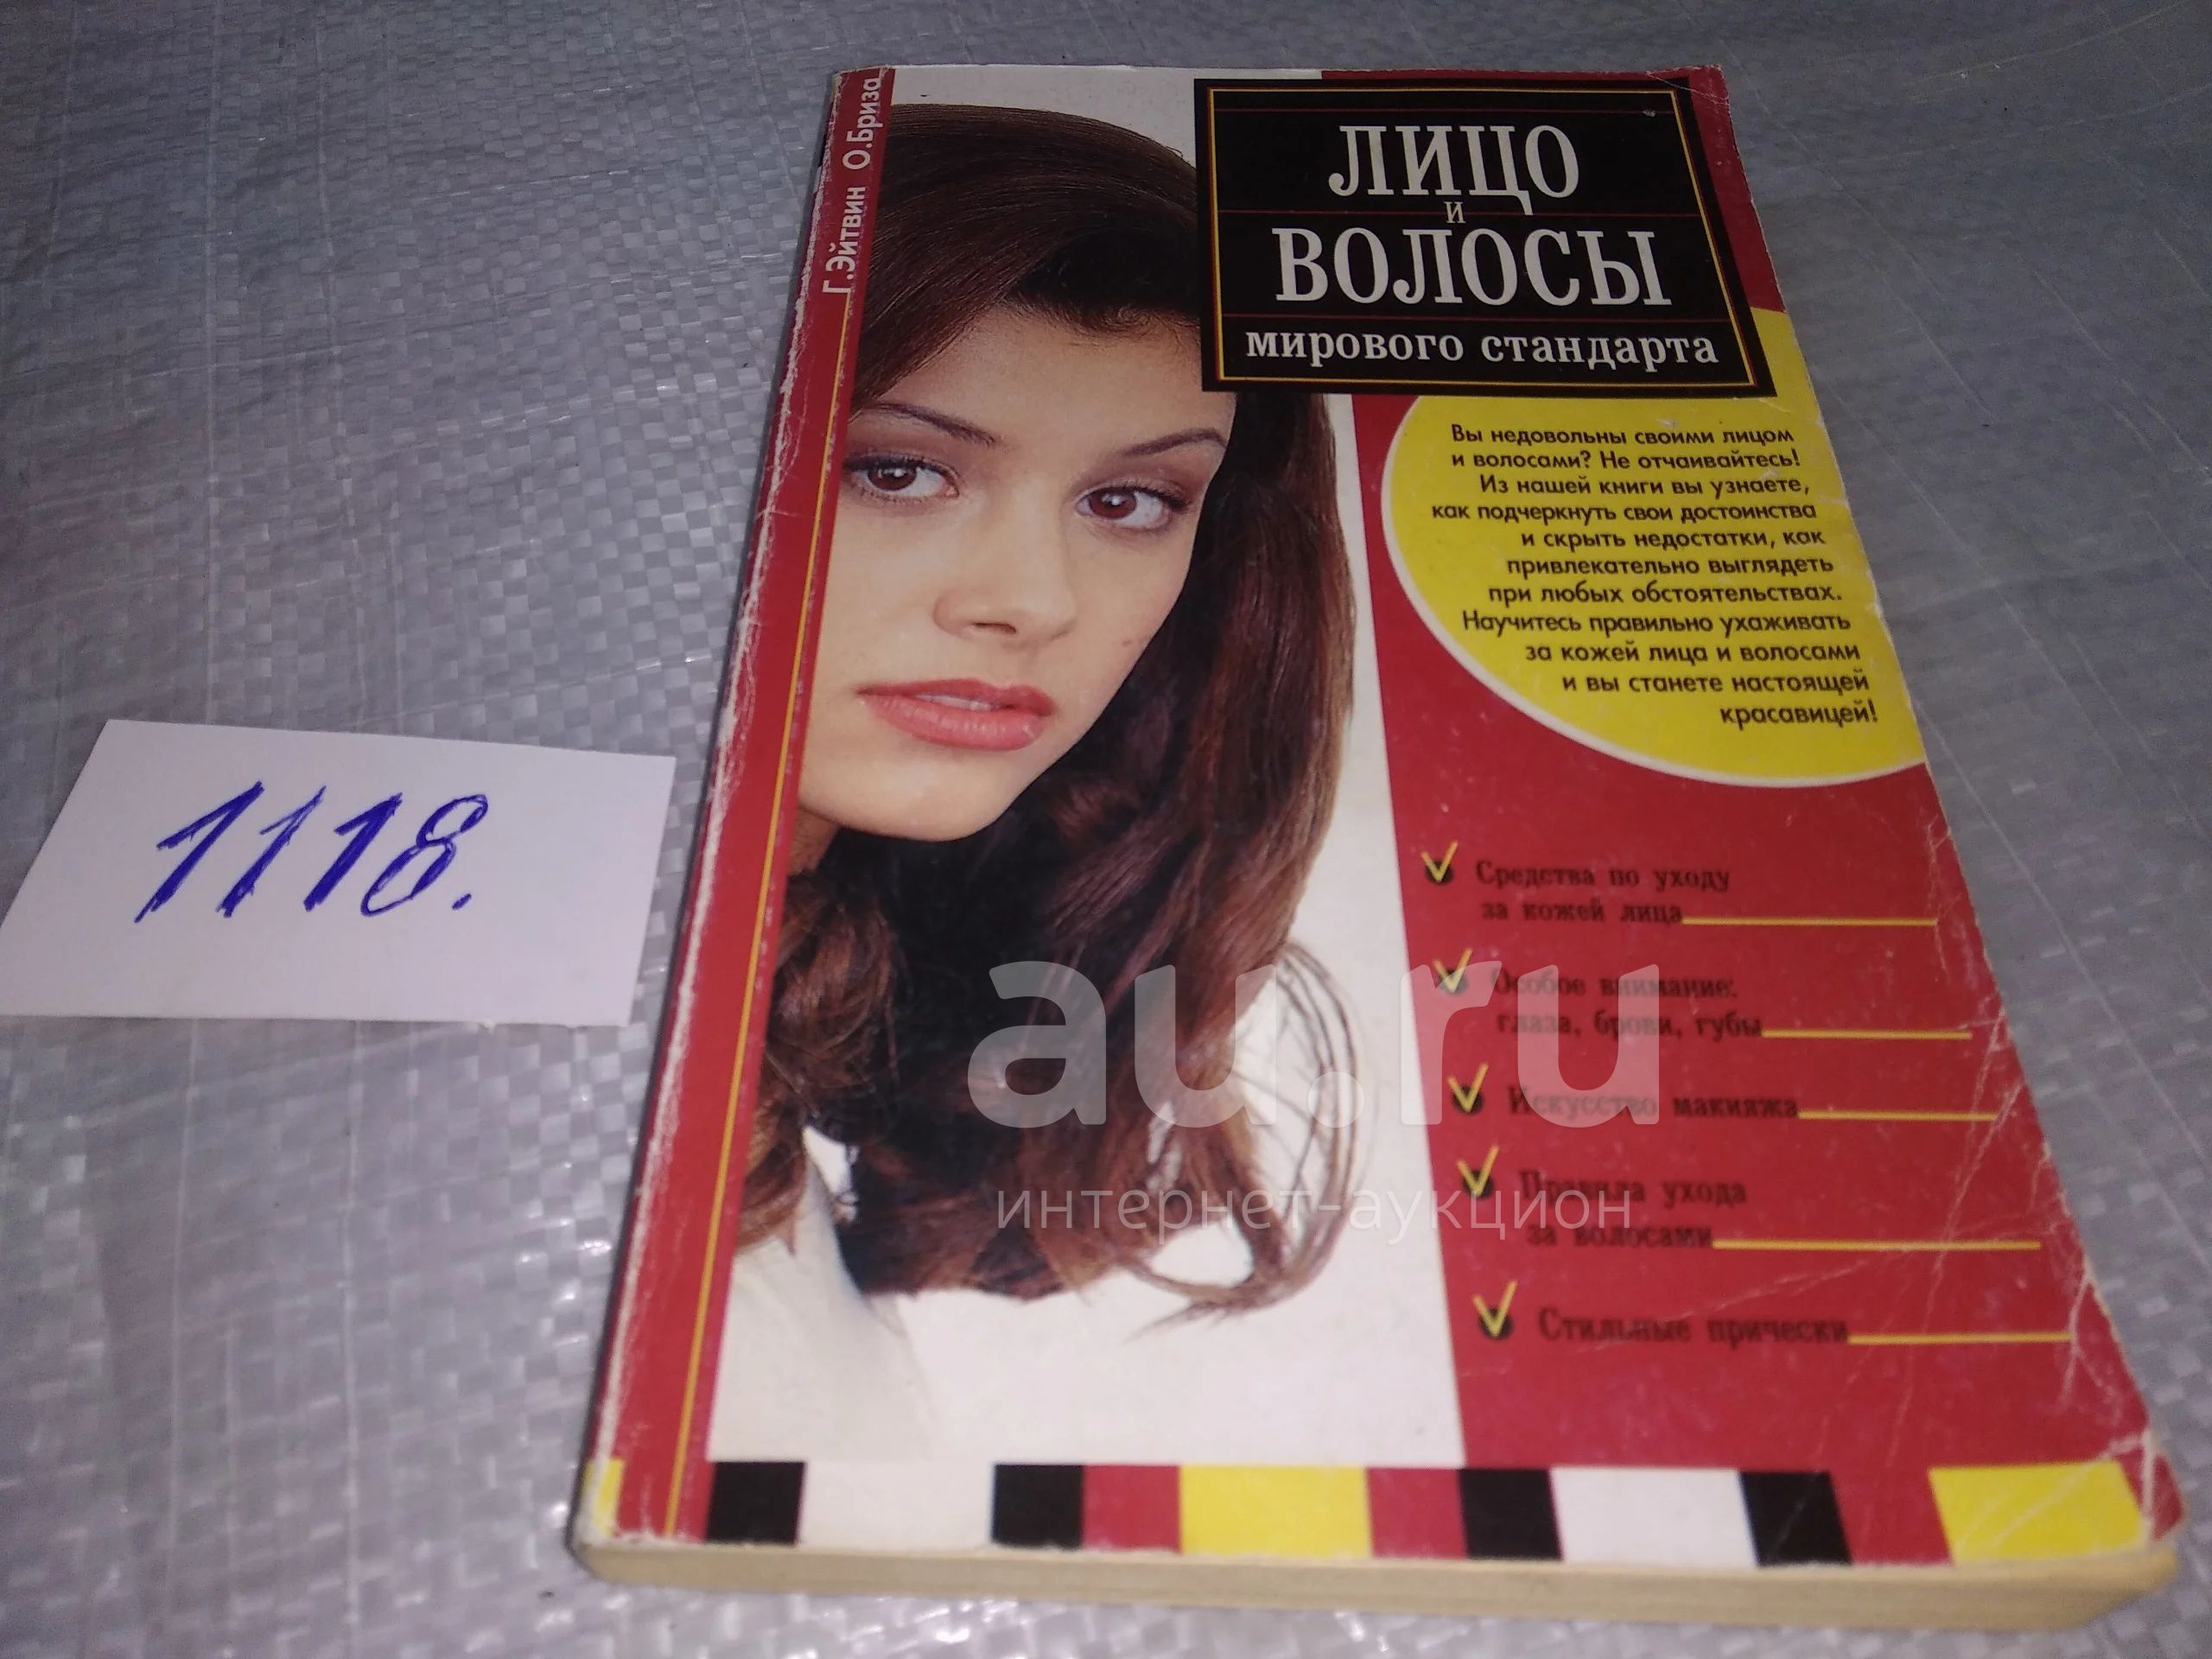 Г.Эйтвин О.Бриза
ЛИЦО
и
ВОЛОСЫ
мирового стандарта
Вы недовольны своими лицом
и волосами? Не отчаивайтесь!
Из нашей книги вы узнаете,
как подчеркнуть свои достоинства
и скрыть недостатки, как
привлекательно выглядеть
при любых обстоятельствах.
Научитесь правильно ухаживать
за кожей лица и волосами
и вы станете настоящей
красавицей!
Средства по уходу
за кожей лица
Особое внимание:
глаза, брови, губы
Искусство макияжа
Правила ухода
за волосами
Стильные прически
1118.
au.ru
интернет-аукцион